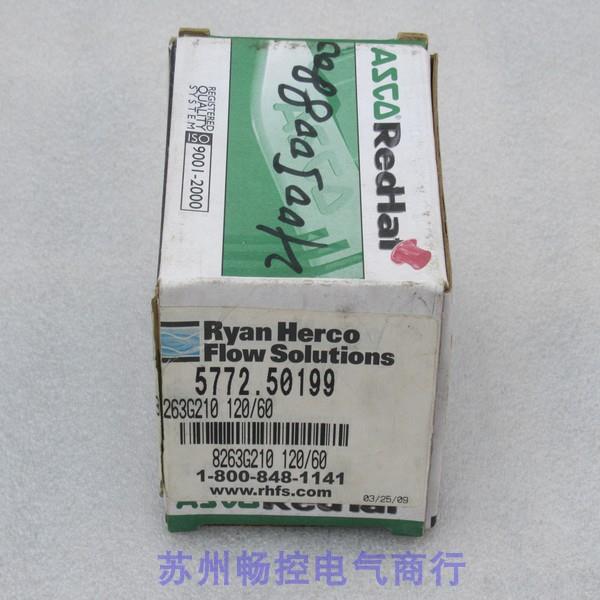 ASCO® RedHat
REGISTERED
QUALITY
SYSTEM
ISO 9001-2000
Ryan Herco
Flow Solutions
5772.50199
8263G210 120/60
8263G210 120/60
1-800-848-1141
www.rhfs.com
03/25/09
ASCO RedHat
苏州畅控电气商行